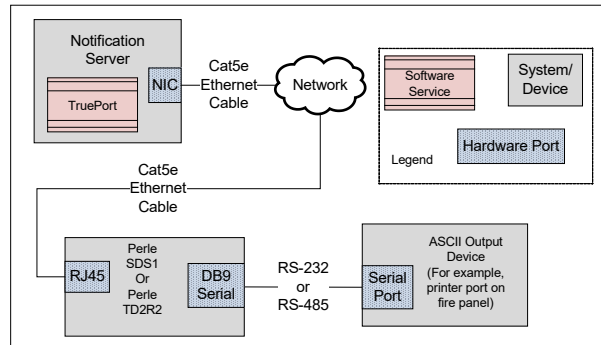 Notification
Server
NIC
TruePort
Cat5e
Ethernet
Cable
Network
Software
Service
System/
Device
Hardware Port
Legend
Cat5e
Ethernet
Cable
RJ45
Perle
SDS1
Or
Perle
TD2R2
DB9
Serial
RS-232
or
RS-485
Serial
Port
ASCII Output
Device
(For example,
printer port on
fire panel)